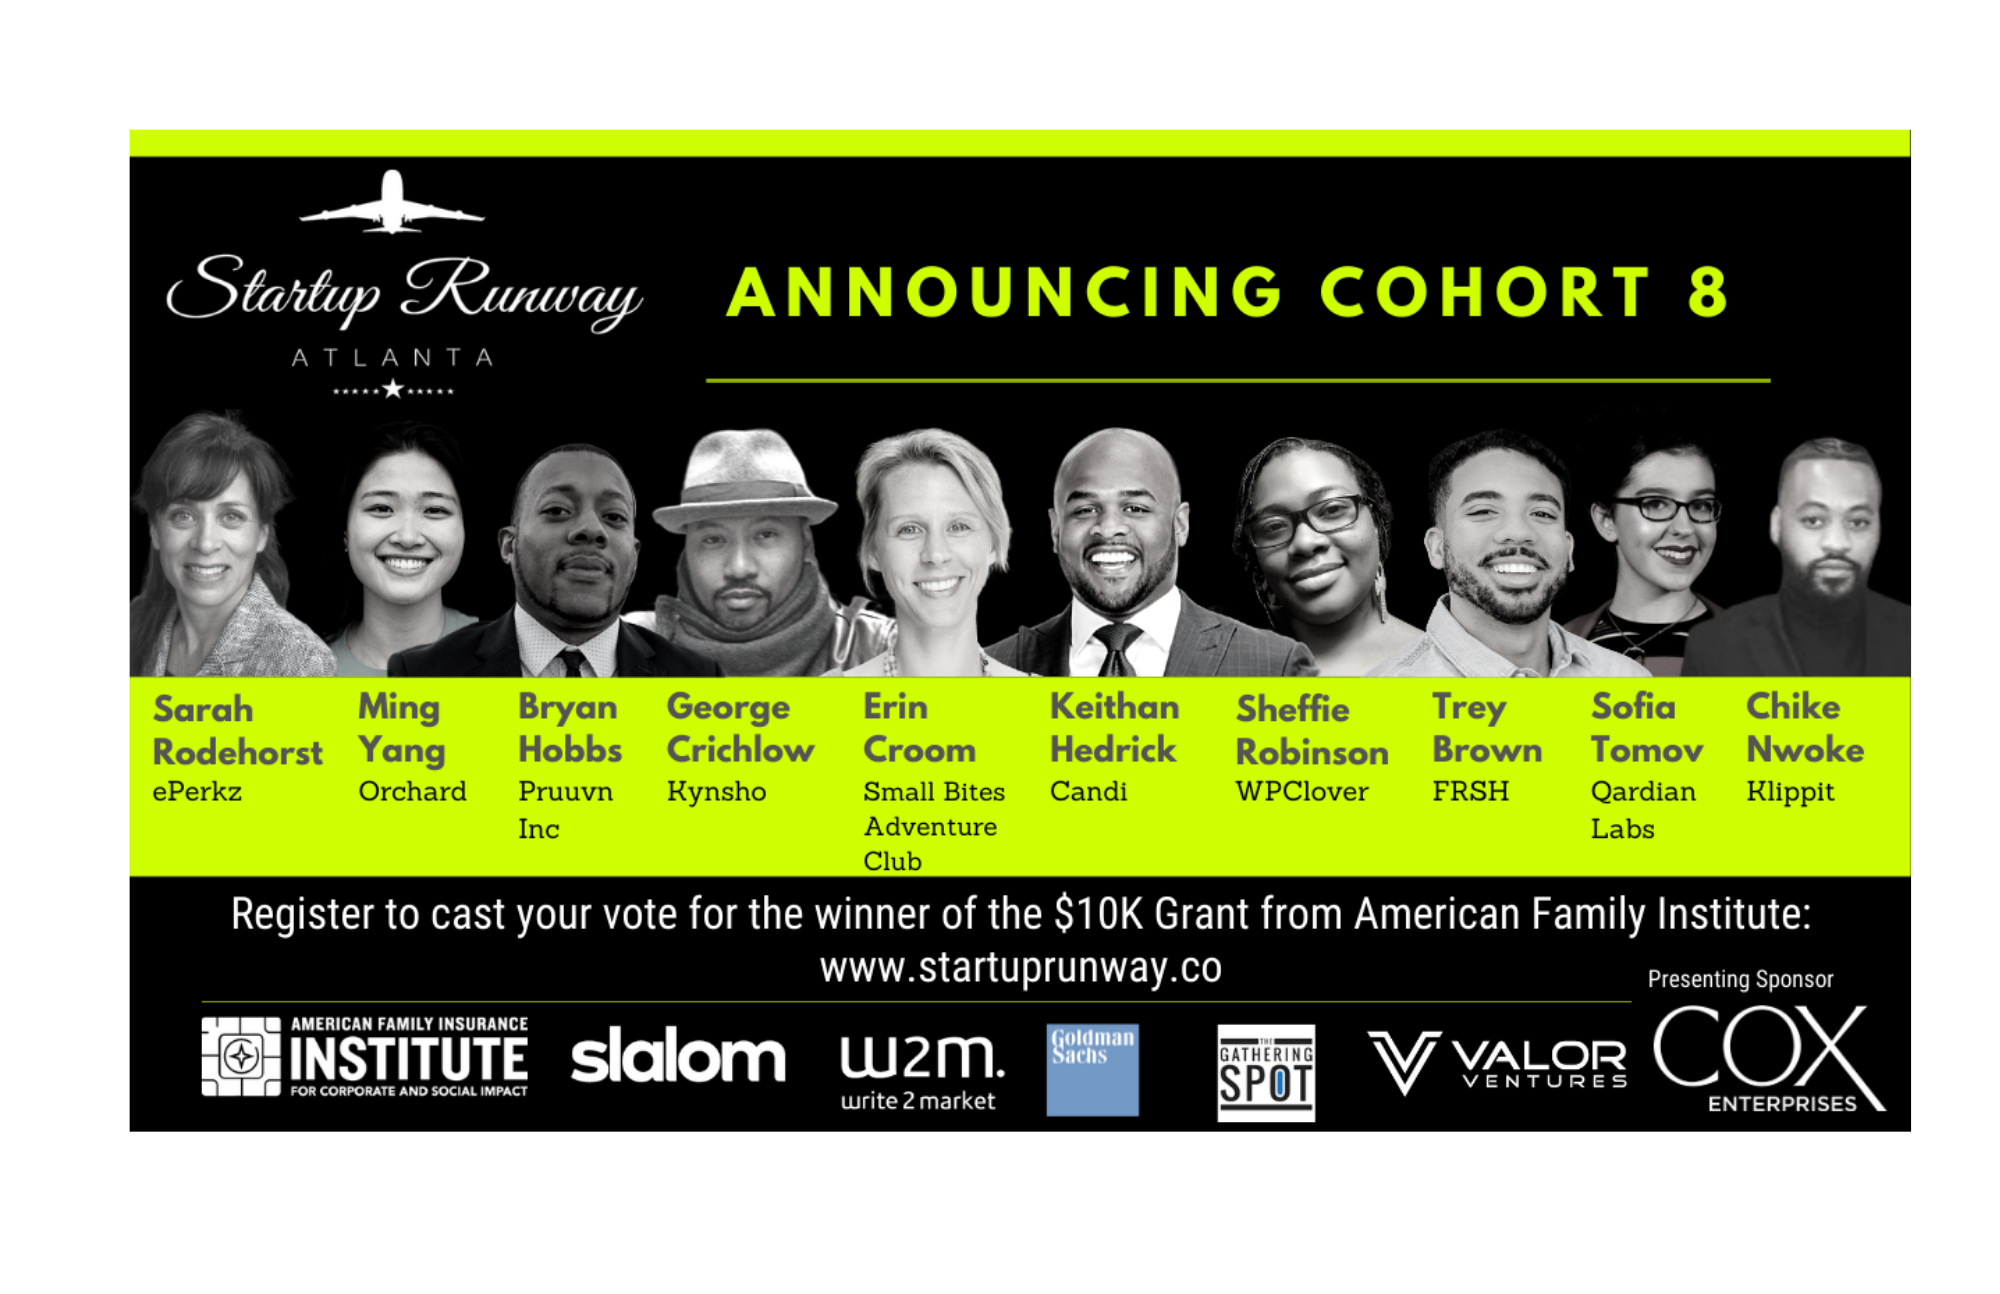 Startup Runway
ATLANTA
ANNOUNCING COHORT 8
Sarah
Rodehorst
ePerkz
Ming
Yang
Orchard
Bryan
Hobbs
Pruuvn
Inc
George
Crichlow
Kynsho
Erin
Croom
Small Bites
Adventure
Club
Keithan
Hedrick
Candi
Sheffie
Robinson
WPClover
Trey
Brown
FRSH
Sofia
Tomov
Qardian
Labs
Chike
Nwoke
Klippit
Register to cast your vote for the winner of the $10K Grant from American Family Institute:
www.startuprunway.co
AMERICAN FAMILY INSURANCE
INSTITUTE
FOR CORPORATE AND SOCIAL IMPACT
slalom
w2m.
write2market
Goldman
Sachs
THE
GATHERING
SPOT
VALOR
VENTURES
Presenting Sponsor
COX
ENTERPRISES